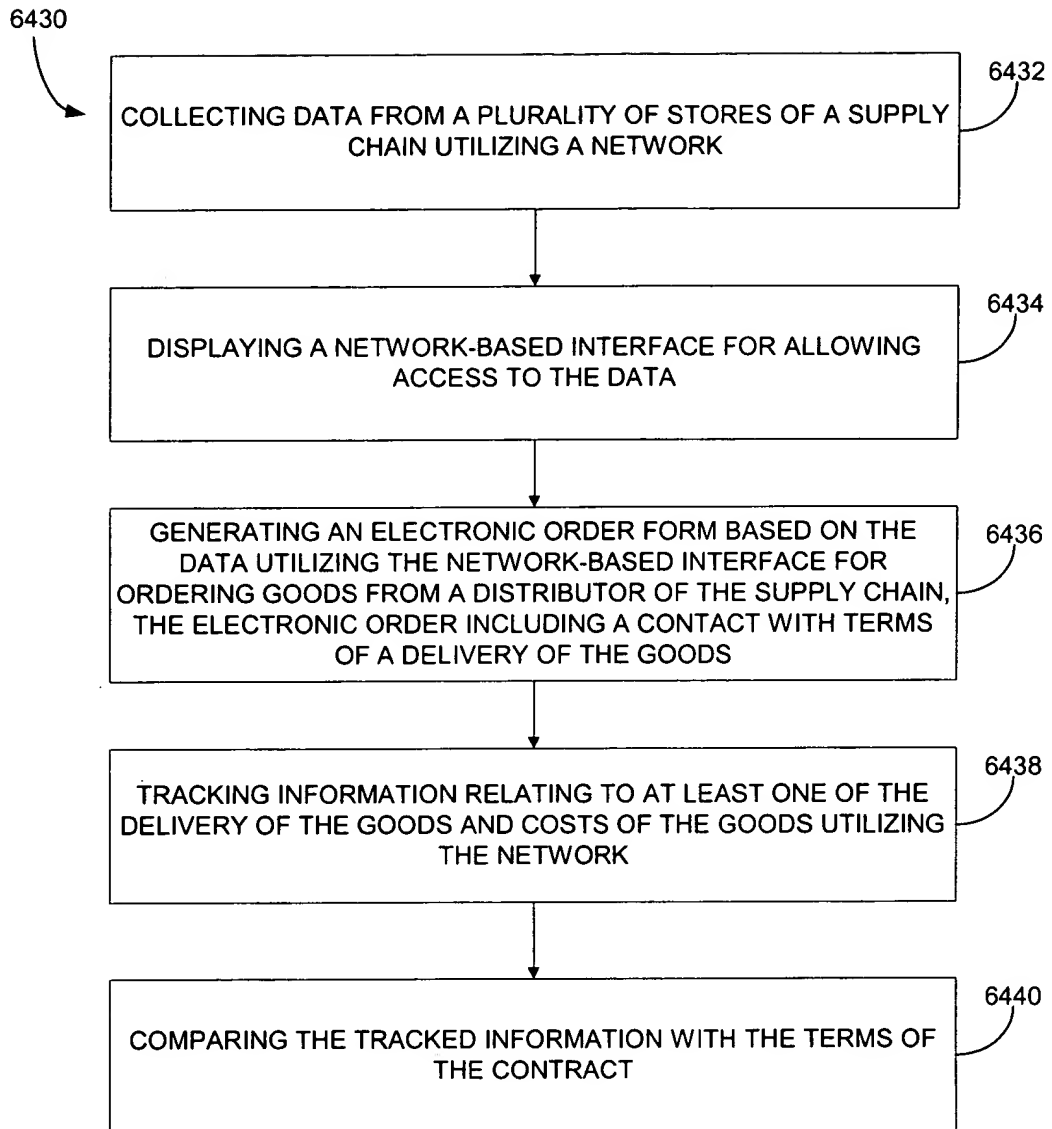 6430
6432
COLLECTING DATA FROM A PLURALITY OF STORES OF A SUPPLY
CHAIN UTILIZING A NETWORK
6434
DISPLAYING A NETWORK-BASED INTERFACE FOR ALLOWING
ACCESS TO THE DATA
6436
GENERATING AN ELECTRONIC ORDER FORM BASED ON THE
DATA UTILIZING THE NETWORK-BASED INTERFACE FOR
ORDERING GOODS FROM A DISTRIBUTOR OF THE SUPPLY CHAIN,
THE ELECTRONIC ORDER INCLUDING A CONTACT WITH TERMS
OF A DELIVERY OF THE GOODS
6438
TRACKING INFORMATION RELATING TO AT LEAST ONE OF THE
DELIVERY OF THE GOODS AND COSTS OF THE GOODS UTILIZING
THE NETWORK
6440
COMPARING THE TRACKED INFORMATION WITH THE TERMS OF
THE CONTRACT